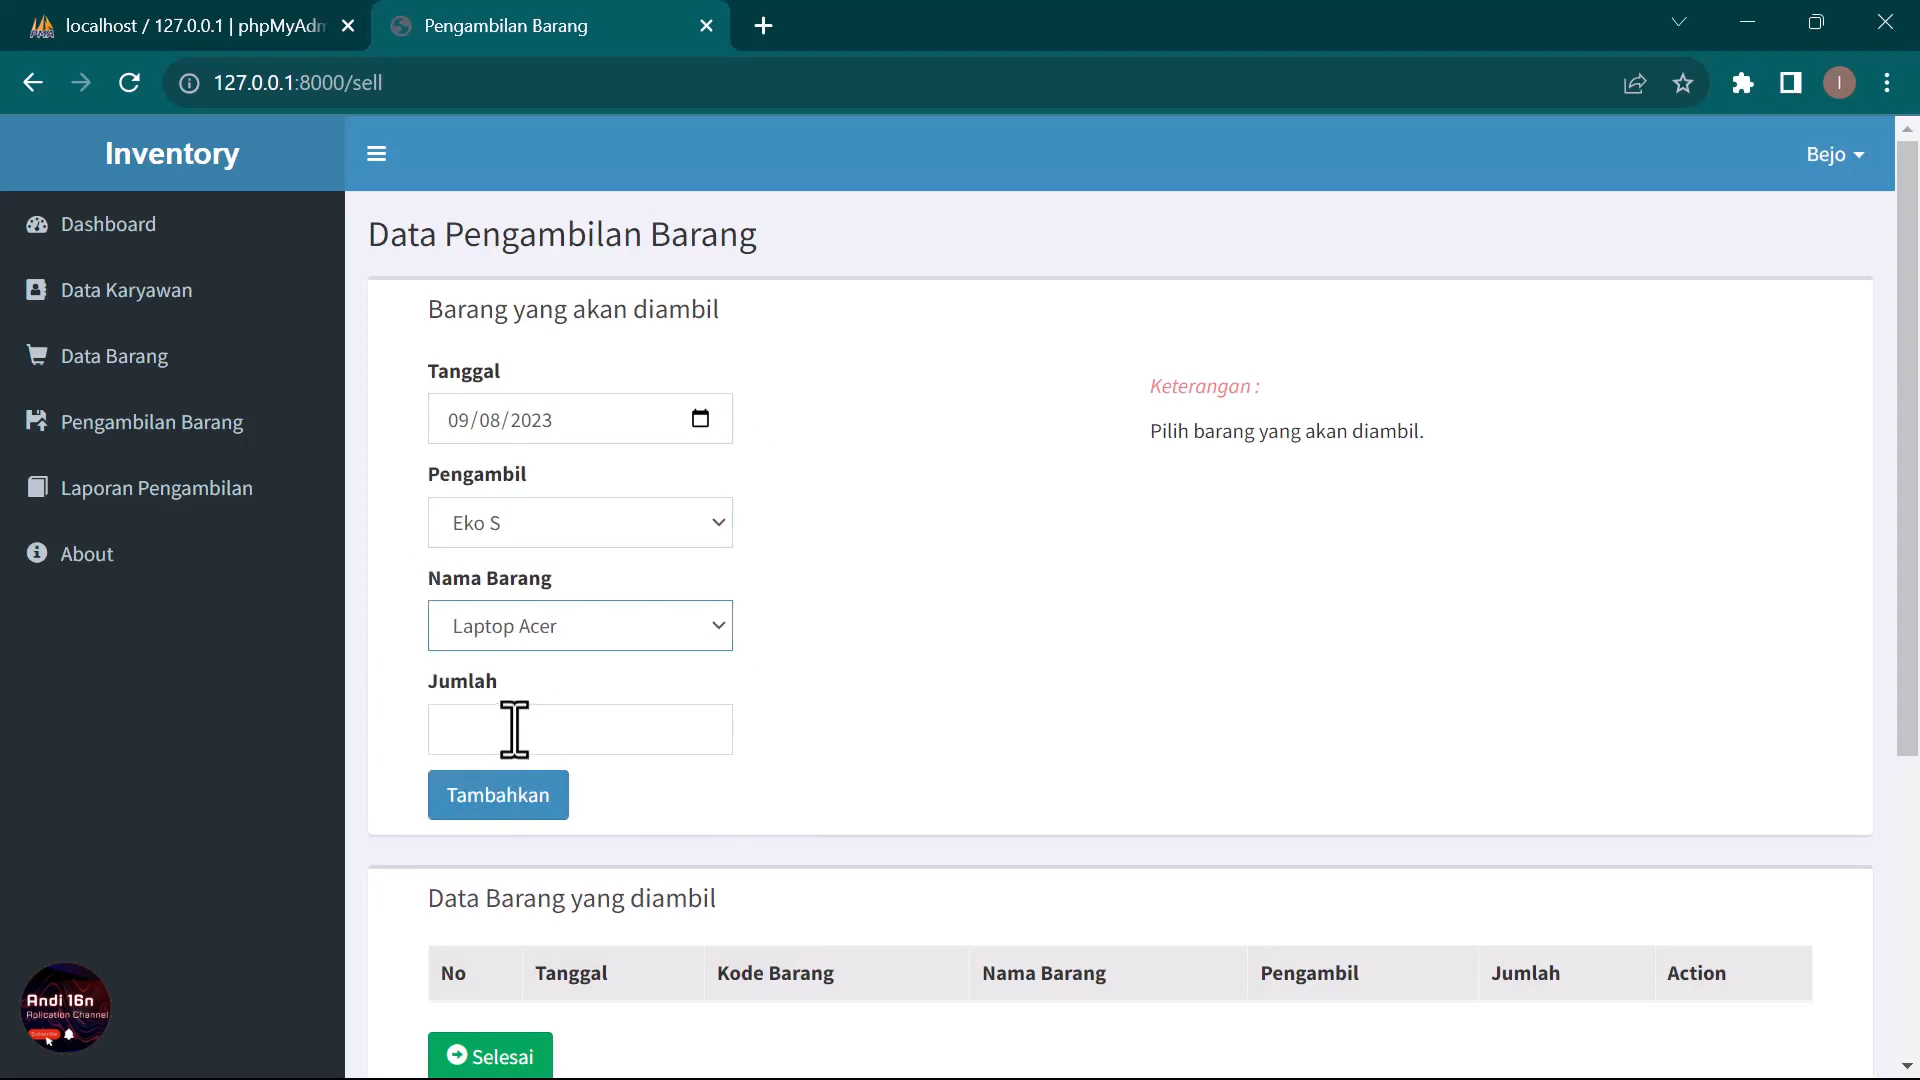 localhost / 127.0.0.1 | phpMyAdm
Pengambilan Barang
127.0.0.1:8000/sell
I
Inventory
Bejo
Dashboard
Data Karyawan
Data Barang
Pengambilan Barang
Laporan Pengambilan
About
Data Pengambilan Barang
Barang yang akan diambil
Tanggal
09/08/2023
Keterangan :
Pilih barang yang akan diambil.
Pengambil
Eko S
Nama Barang
Laptop Acer
Jumlah
Tambahkan
Data Barang yang diambil
No Tanggal Kode Barang Nama Barang Pengambil Jumlah Action
Selesai
Andi 16n
Aplication Channel